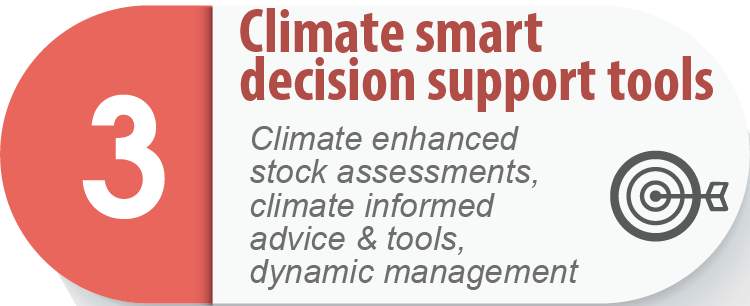 3
Climate smart
decision support tools
Climate enhanced
stock assessments,
climate informed
advice & tools,
dynamic management